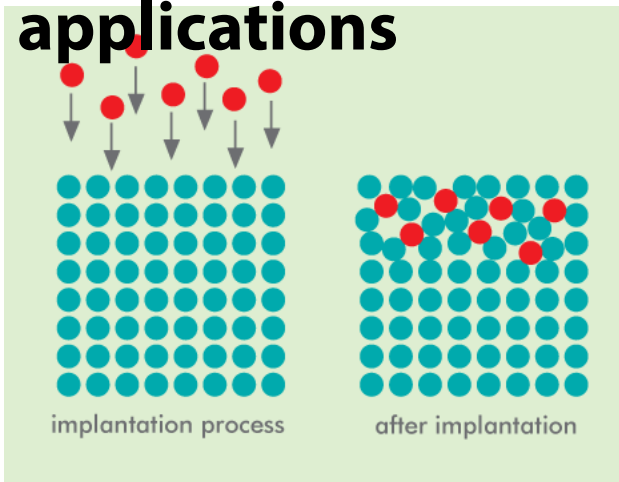 applications
implantation process
after implantation